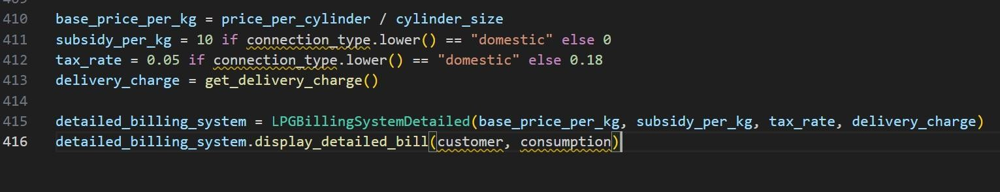 410 base_price_per_kg = price_per_cylinder / cylinder_size
411 subsidy_per_kg = 10 if connection_type.lower() == "domestic" else 0
412 tax_rate = 0.05 if connection_type.lower() == "domestic" else 0.18
413 delivery_charge = get_delivery_charge()
414
415 detailed_billing_system = LPGBillingSystemDetailed(base_price_per_kg, subsidy_per_kg, tax_rate, delivery_charge)
416 detailed_billing_system.display_detailed_bill(customer, consumption)